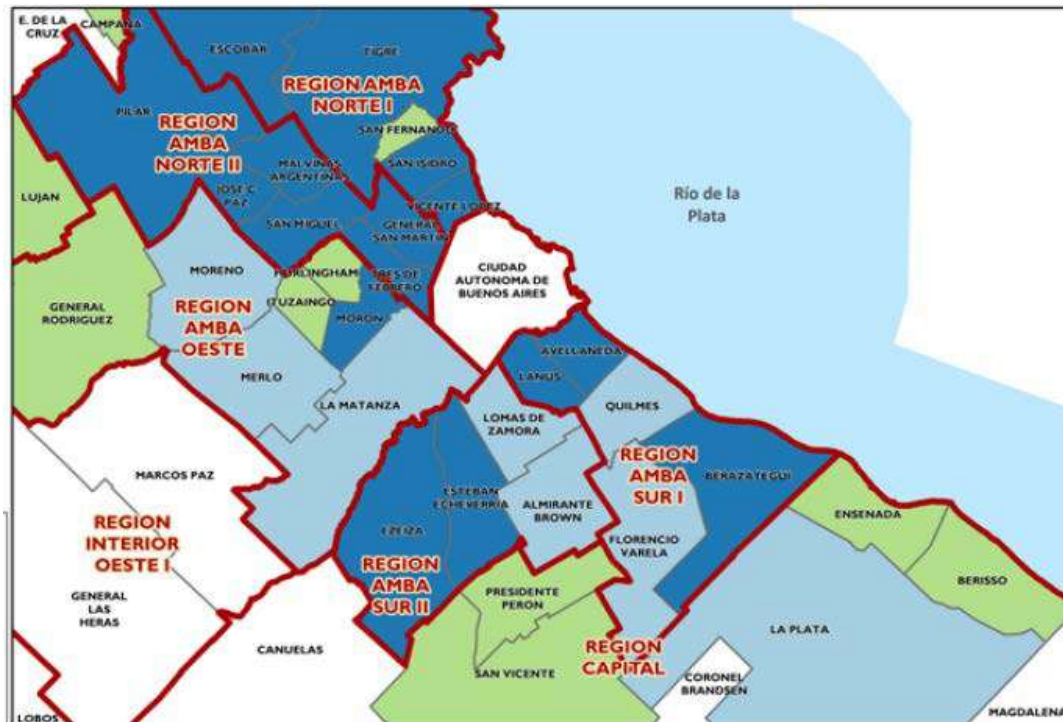 E. DE LA
CRUZ
CAMPANA
ESCOBAR
TIGRE
REGION AMBA
NORTE I
PILAR
REGION
AMBA
NORTE II
SAN FERNANDO
MALVINAS
ARGENTINA
SAN ISIDRO
LUJAN
JOSE C.
PAZ
VICENTE LOPEZ
SAN MIGUEL
GENERAL
SAN MARTIN
Río de la
Plata
MORENO
HURLINGHAM
TRES DE
FEBRERO
CIUDAD
AUTONOMA DE
BUENOS AIRES
GENERAL
RODRIGUEZ
REGION
AMBA
OESTE
ITUZAINGO
MORON
AVELLANEDA
LANUS
MERLO
LA MATANZA
QUILMES
LOMAS DE
ZAMORA
MARCOS PAZ
REGION
AMBA
SUR I
BERAZATEGUI
ESTEBAN
ECHEVERRIA
ALMIRANTE
BROWN
ENSENADA
REGION
INTERIOR
OESTE I
EZEIZA
FLORENCIO
VARELA
REGION
AMBA
SUR II
BERISSO
GENERAL
LAS
HERAS
PRESIDENTE
PERON
LA PLATA
CANUELAS
SAN VICENTE
REGION
CAPITAL
CORONEL
BRANDSEN
LOBOS
MAGDALENA